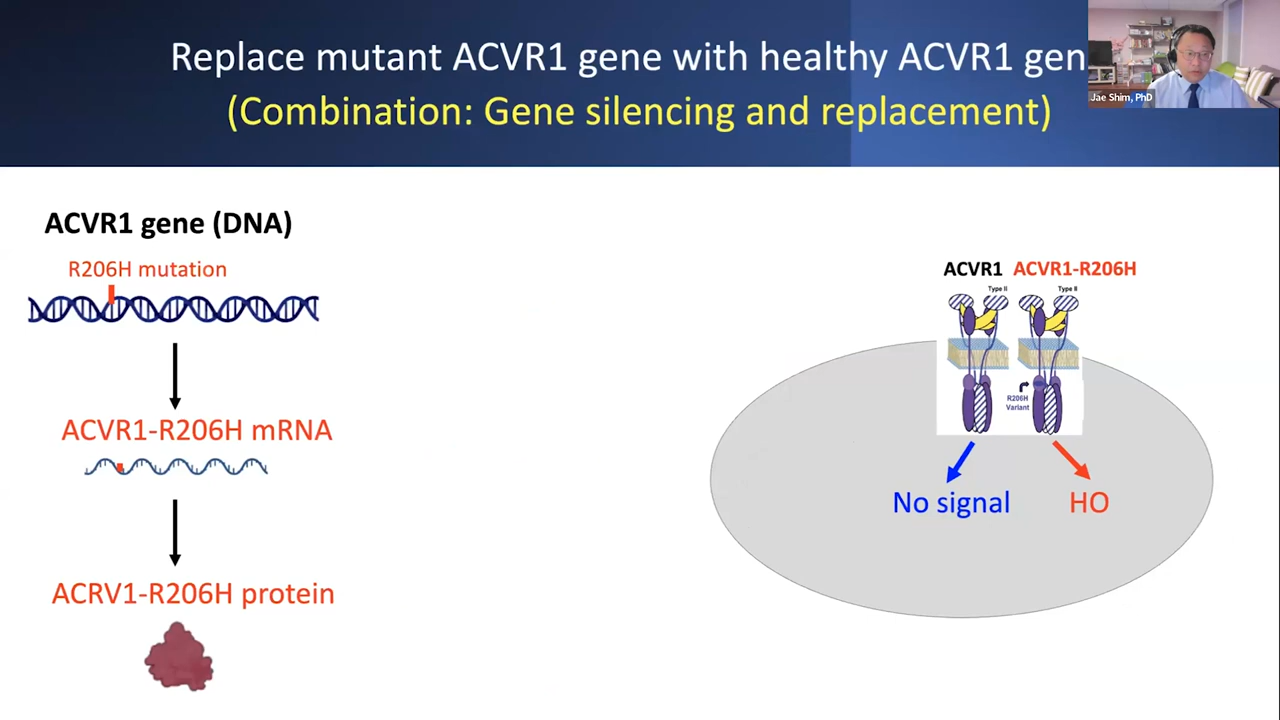 Replace mutant ACVR1 gene with healthy ACVR1 gen
(Combination: Gene silencing and replacement)
Jae Shim, PhD
ACVR1 gene (DNA)
R206H mutation
ACVR1-R206H mRNA
ACRV1-R206H protein
ACVR1 ACVR1-R206H
Type II Type II
R206H
Variant
No signal HO